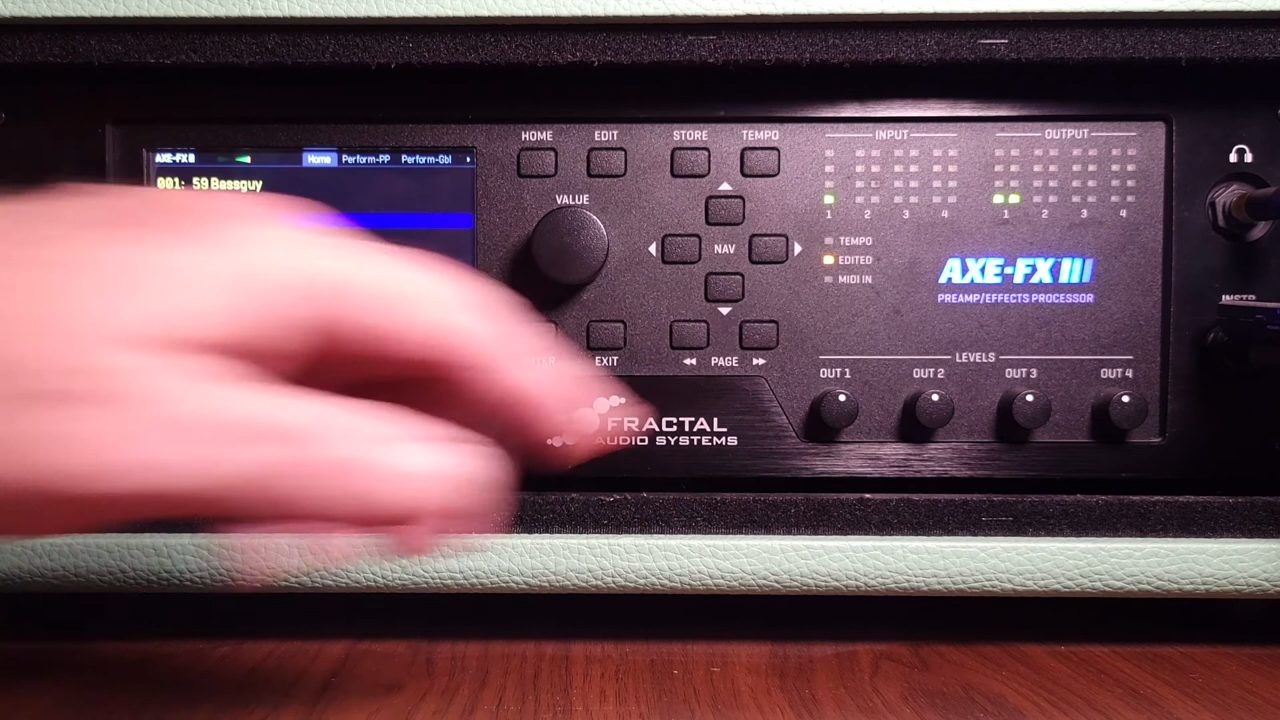 HOME EDIT STORE TEMPO
INPUT OUTPUT
AXE-FX III Home Perform-PP Perform-Gbl
001: 59 Bassguy
VALUE
1 2 3 4 1 2 3 4
NAV
TEMPO
EDITED
MIDI IN
AXE-FX III
PREAMP/EFFECTS PROCESSOR
EXIT PAGE
LEVELS
OUT 1 OUT 2 OUT 3 OUT 4
FRACTAL
AUDIO SYSTEMS